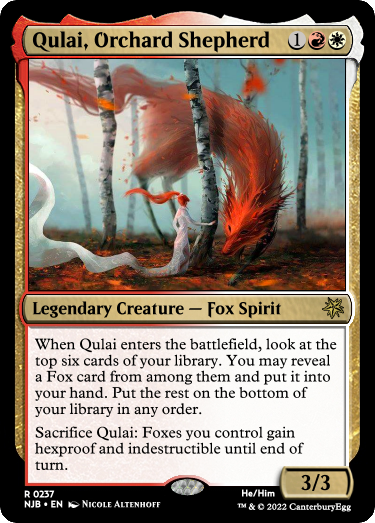 Qulai, Orchard Shepherd 1
Legendary Creature — Fox Spirit
When Qulai enters the battlefield, look at the
top six cards of your library. You may reveal
a Fox card from among them and put it into
your hand. Put the rest on the bottom of
your library in any order.
Sacrifice Qulai: Foxes you control gain
hexproof and indestructible until end of
turn.
3/3
R 0237 He/Him
NJB • EN Nicole Altenhoff ™ & © 2022 CanterburyEgg